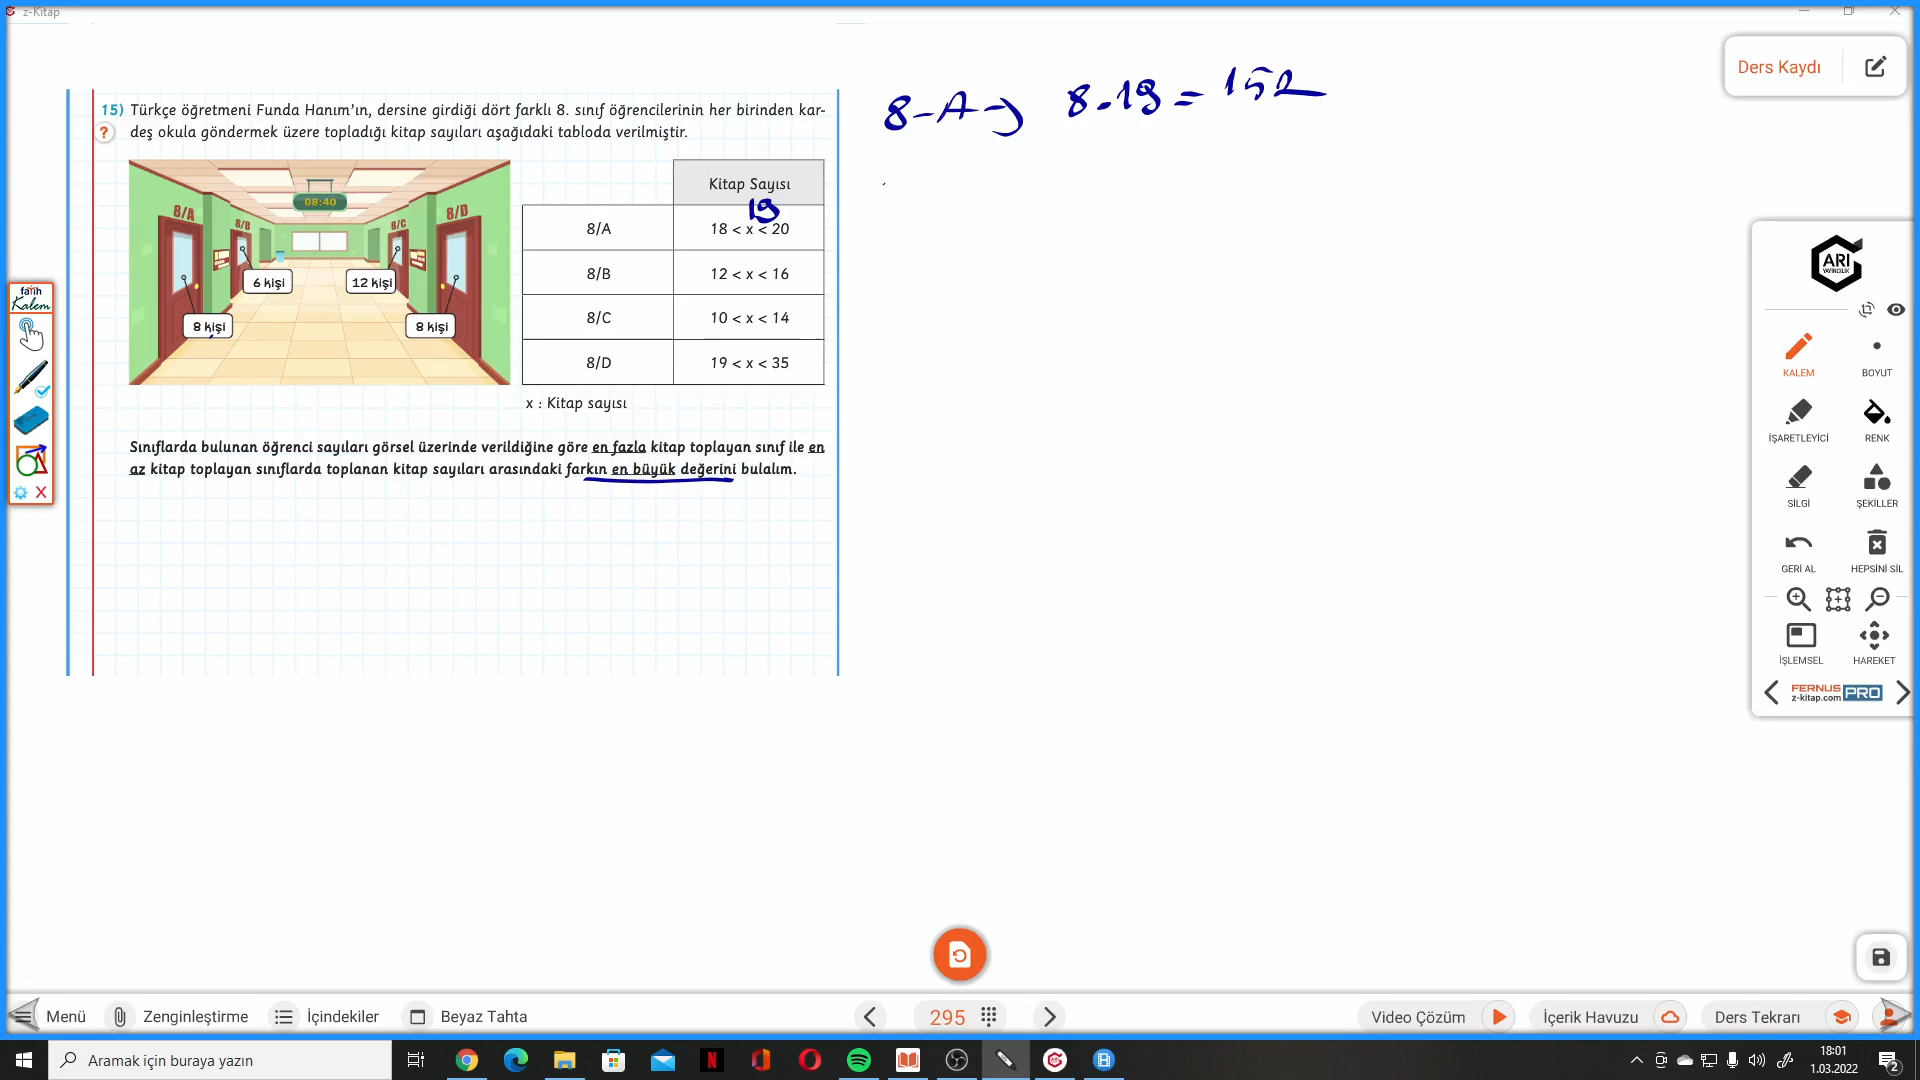 z-Kitap
Ders Kaydı
15) Türkçe öğretmeni Funda Hanım'ın, dersine girdiği dört farklı 8. sınıf öğrencilerinin her birinden kar-
deş okula göndermek üzere topladığı kitap sayıları aşağıdaki tabloda verilmiştir.
?
8-A→ 8.19=152
08:40
8/A
8/B
8/C
8/D
6 kişi
12 kişi
8 kişi
8 kişi
Kitap Sayısı
19
8/A 18 < x < 20
8/B 12 < x < 16
8/C 10 < x < 14
8/D 19 < x < 35
x : Kitap sayısı
Sınıflarda bulunan öğrenci sayıları görsel üzerinde verildiğine göre en fazla kitap toplayan sınıf ile en
az kitap toplayan sınıflarda toplanan kitap sayıları arasındaki farkın en büyük değerini bulalım.
fatih
Kalem
ARI
YAYINCILIK
KALEM
BOYUT
İŞARETLEYİCİ
RENK
SİLGİ
ŞEKİLLER
GERİ AL
HEPSİNİ SİL
İŞLEMSEL
HAREKET
FERNUS
z-kitap.com
PRO
Menü
Zenginleştirme
İçindekiler
Beyaz Tahta
295
Video Çözüm
İçerik Havuzu
Ders Tekrarı
Aramak için buraya yazın
18:01
1.03.2022
2